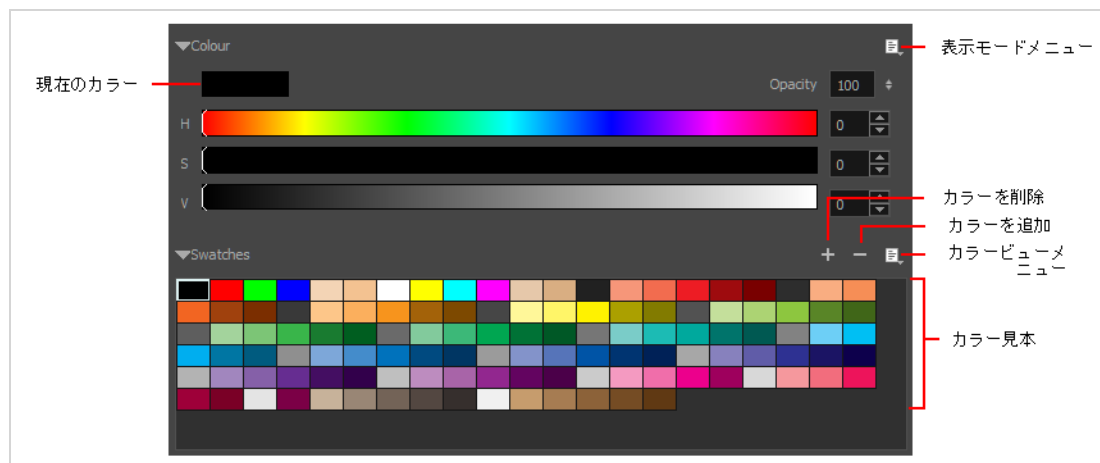 Colour
表示モードメニュー
現在のカラー
Opacity 100
H 0
S 0
V 0
カラーを削除
カラーを追加
Swatches
カラービューメ
ニュー
カラー見本